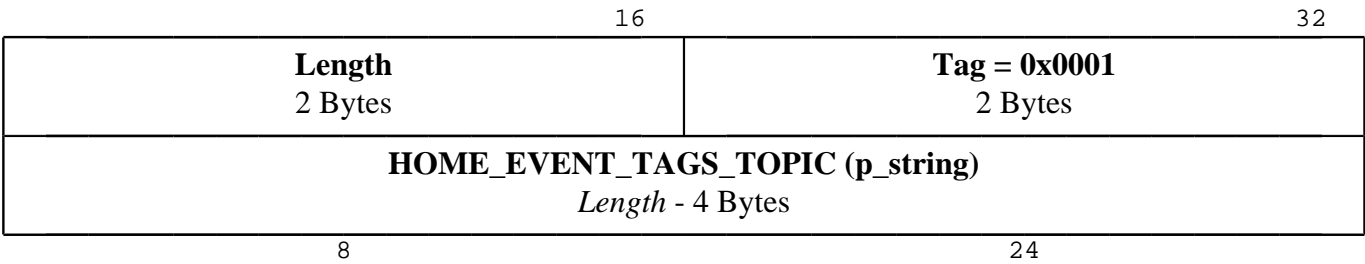 16 32
Length Tag = 0x0001
2 Bytes 2 Bytes
HOME_EVENT_TAGS_TOPIC (p_string)
Length - 4 Bytes
8 24